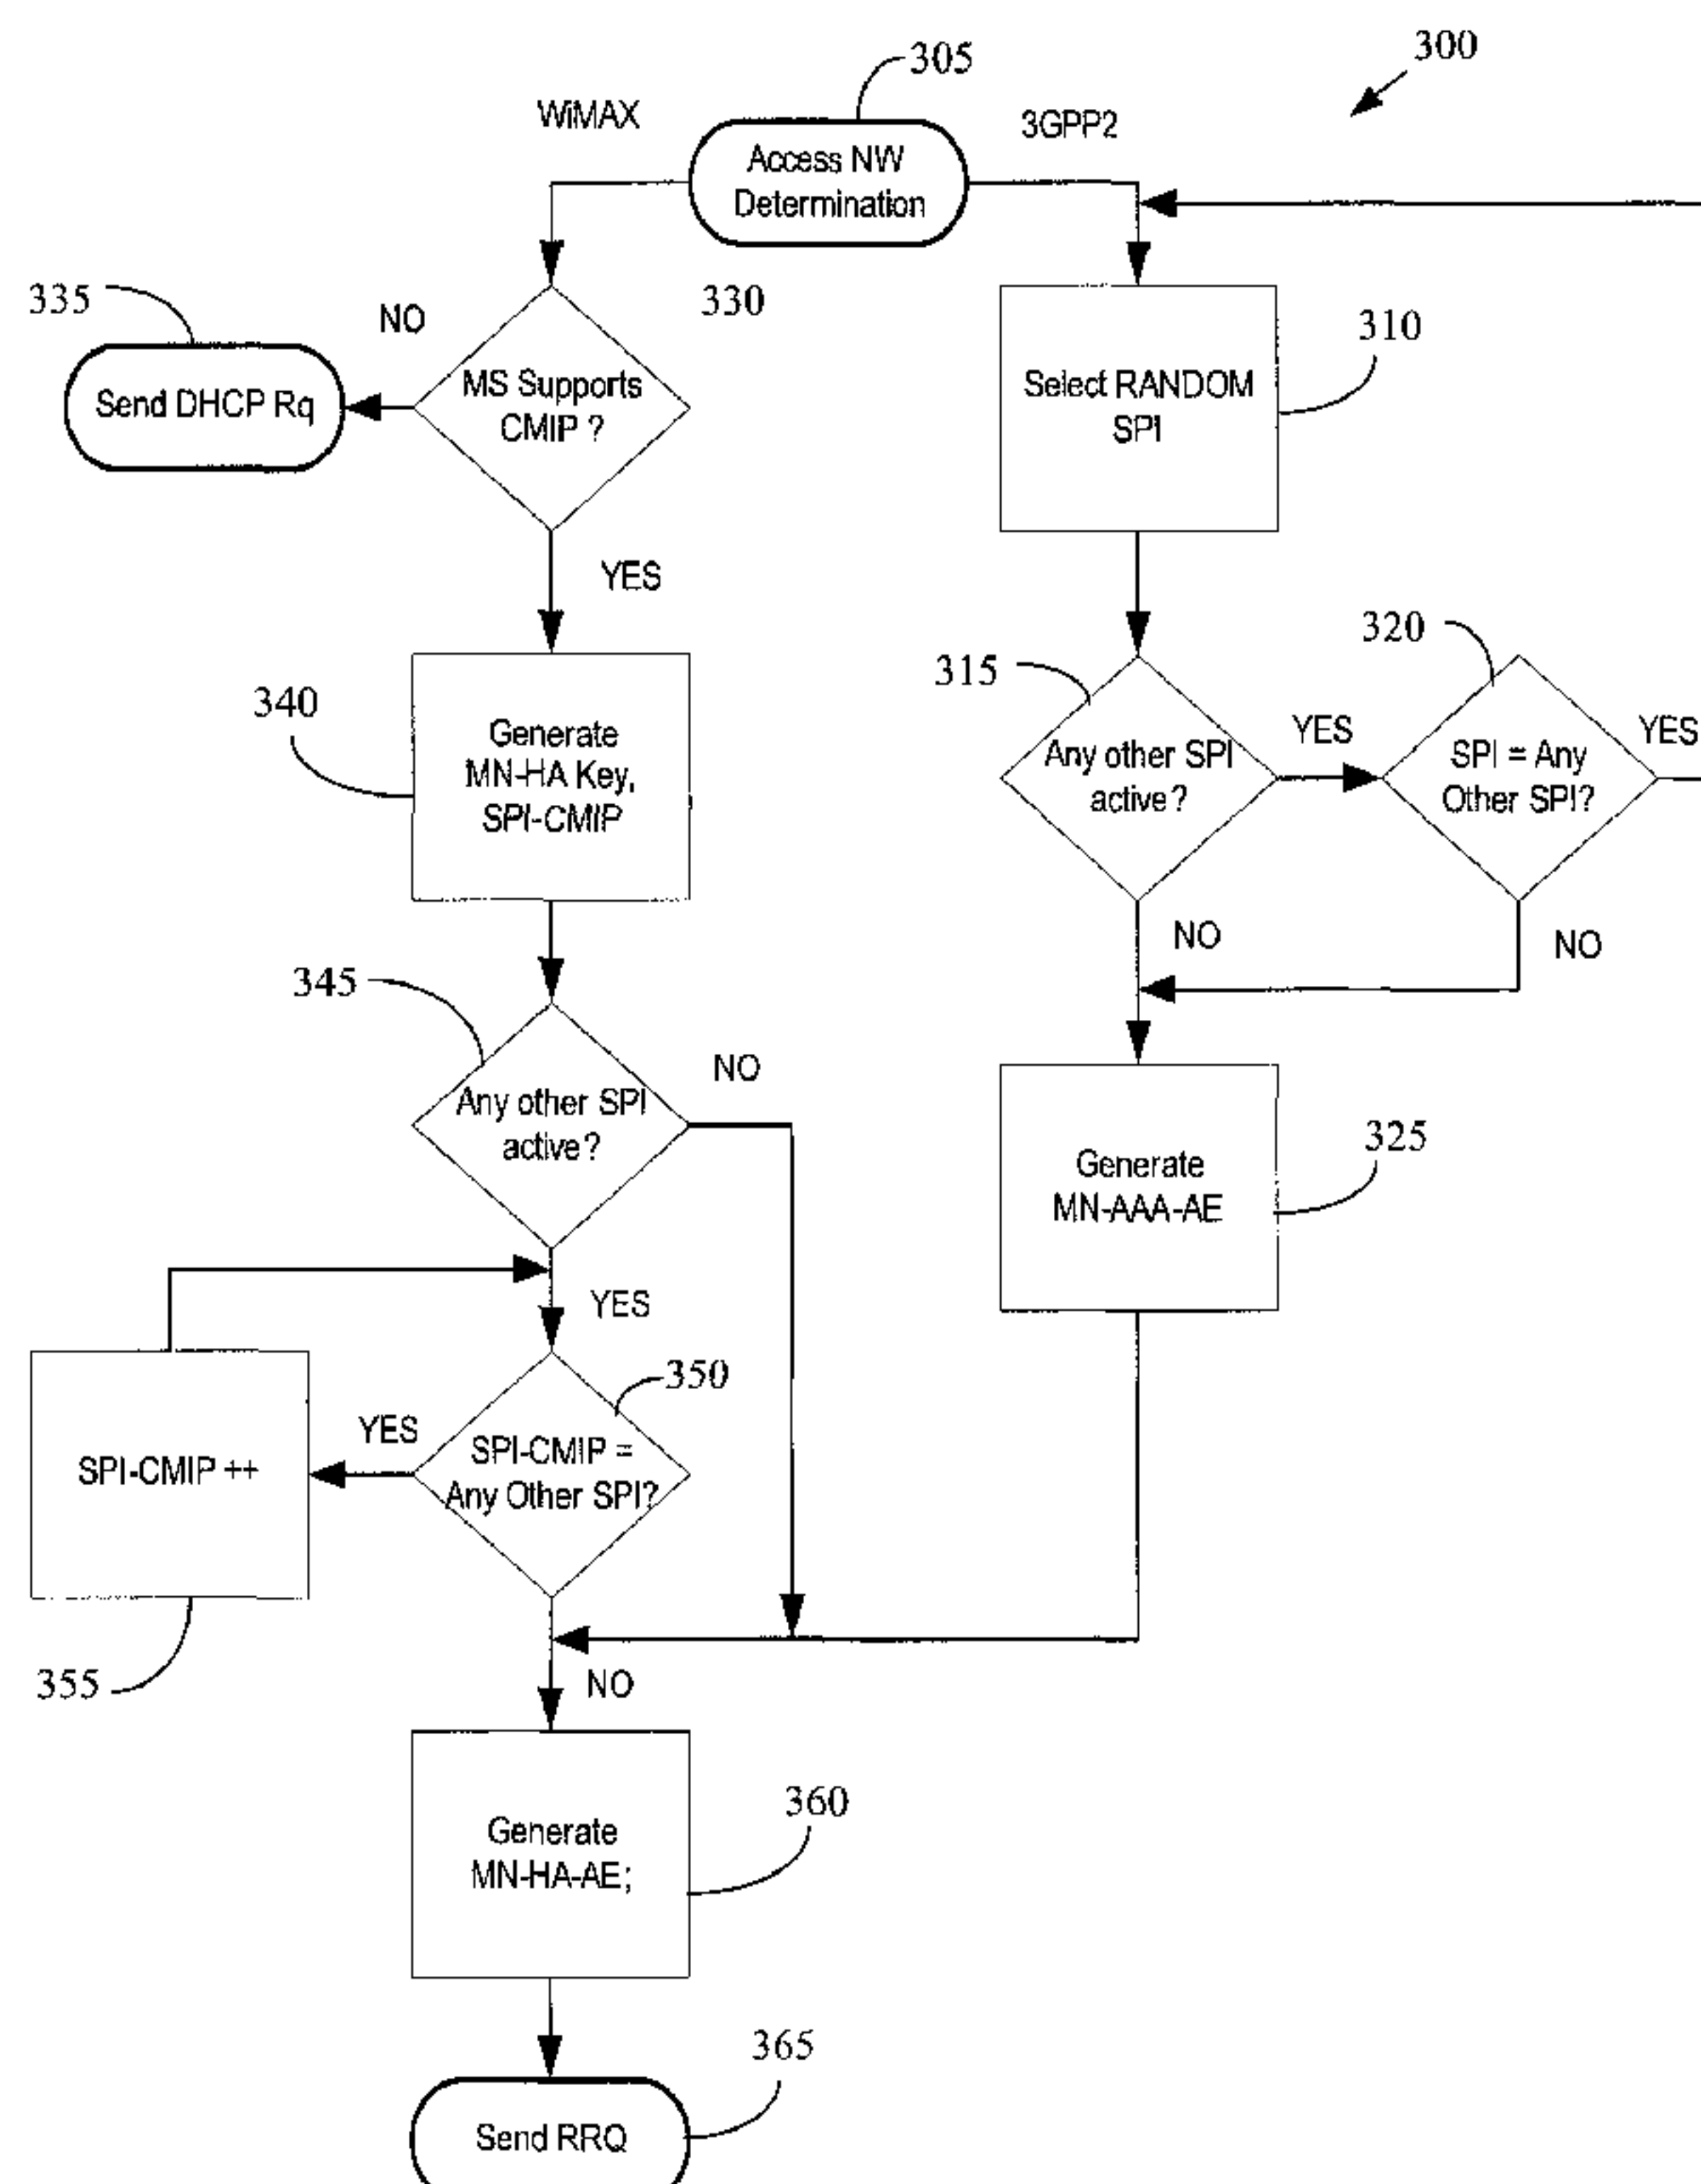 300
305
WiMAX
3GPP2
Access NW
Determination
335
NO
330
310
Send DHCP Rq
MS Supports
CMIP ?
Select RANDOM
SPI
YES
320
315
340
Generate
MN-HA Key,
SPI-CMIP
Any other SPI
active?
YES
SPI = Any
Other SPI?
YES
NO
NO
345
NO
Any other SPI
active?
325
Generate
MN-AAA-AE
YES
350
YES
SPI-CMIP =
Any Other SPI?
SPI-CMIP ++
355
NO
360
Generate
MN-HA-AE;
365
Send RRQ